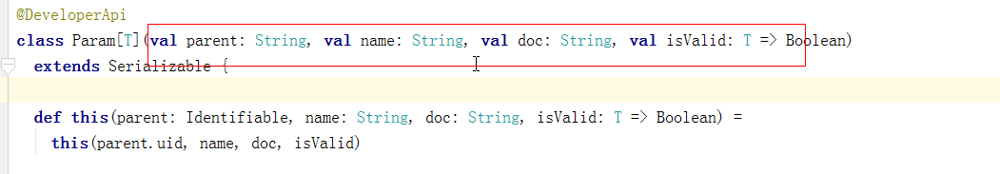 @DeveloperApi
class Param[T](val parent: String, val name: String, val doc: String, val isValid: T => Boolean)
extends Serializable {
def this(parent: Identifiable, name: String, doc: String, isValid: T => Boolean) =
this(parent.uid, name, doc, isValid)